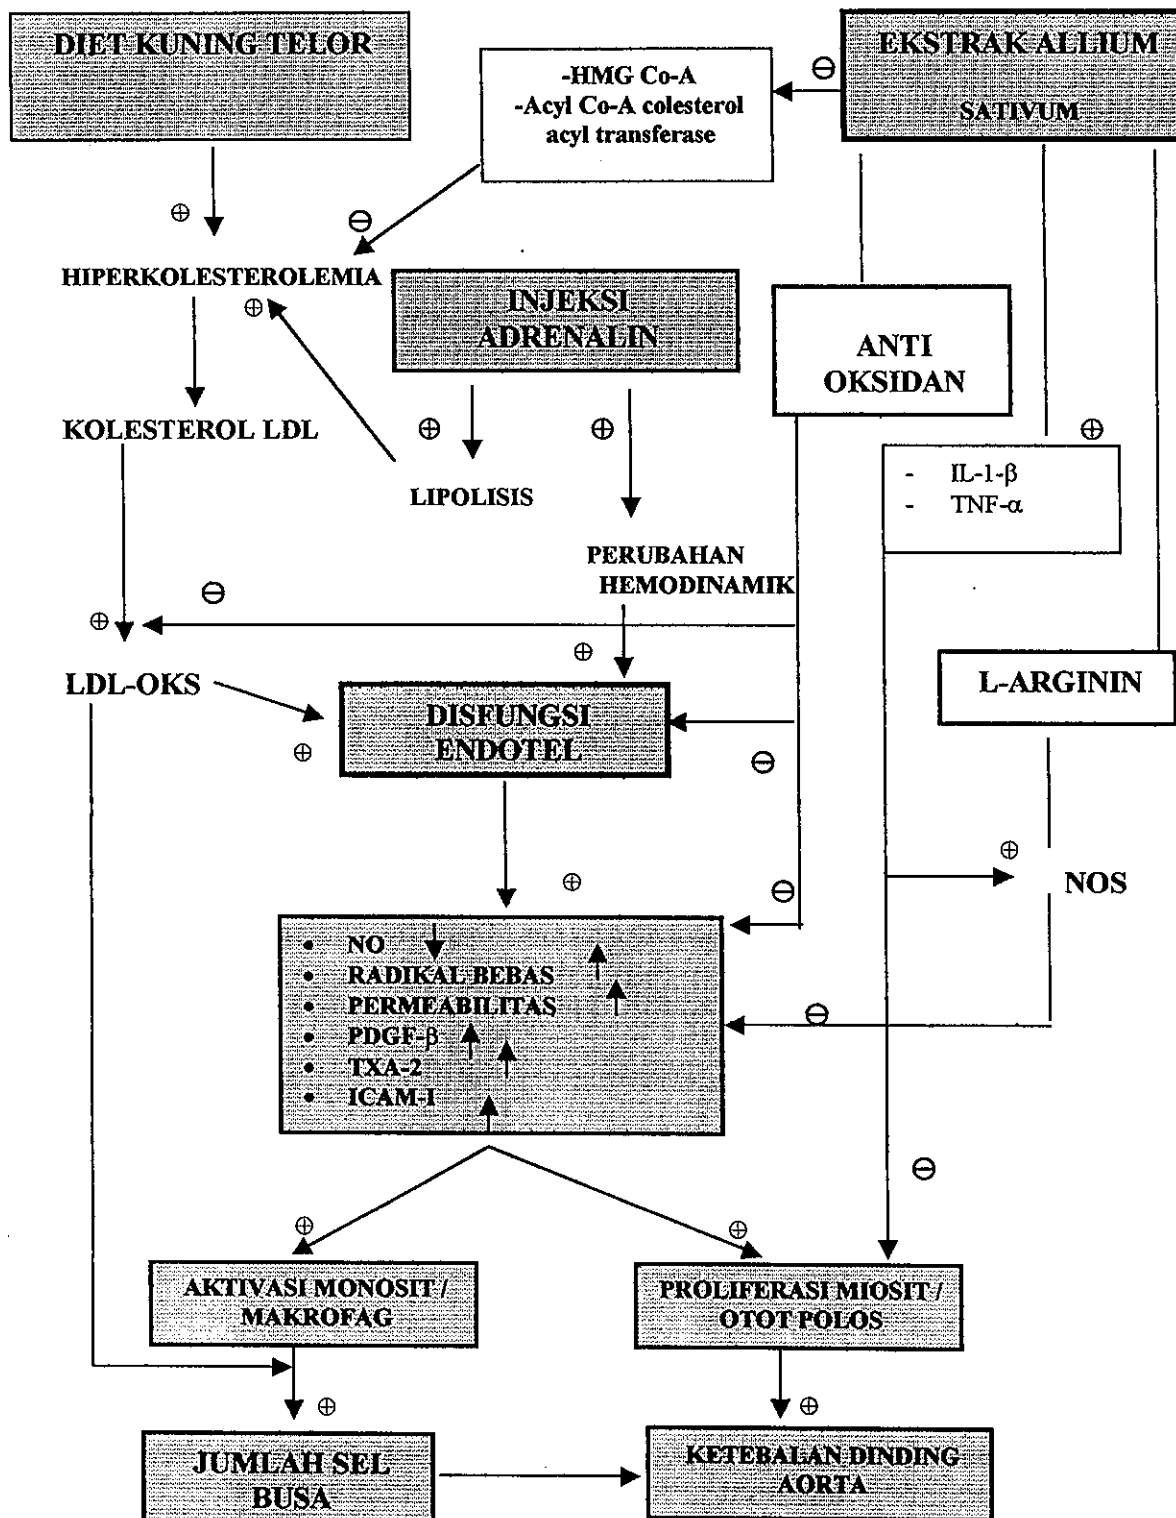 DIET KUNING TELOR
EKSTRAK ALLIUM
SATIVUM
-HMG Co-A
-Acyl Co-A colesterol
acyl transferase
⊖
⊕
⊖
HIPERKOLESTEROLEMIA
⊕
INJEKSI
ADRENALIN
ANTI
OKSIDAN
KOLESTEROL LDL
⊕
⊕
⊕
- IL-1-β
- TNF-α
LIPOLISIS
PERUBAHAN
HEMODINAMIK
⊕
⊖
⊕
LDL-OKS
L-ARGININ
DISFUNGSI
ENDOTEL
⊕
⊖
⊕
NOS
⊕
⊖
• NO
• RADIKAL BEBAS
• PERMEABILITAS
• PDGF-β
• TXA-2
• ICAM-I
⊖
⊖
⊕
⊕
AKTIVASI MONOSIT /
MAKROFAG
PROLIFERASI MIOSIT /
OTOT POLOS
⊕
⊕
JUMLAH SEL
BUSA
KETEBALAN DINDING
AORTA